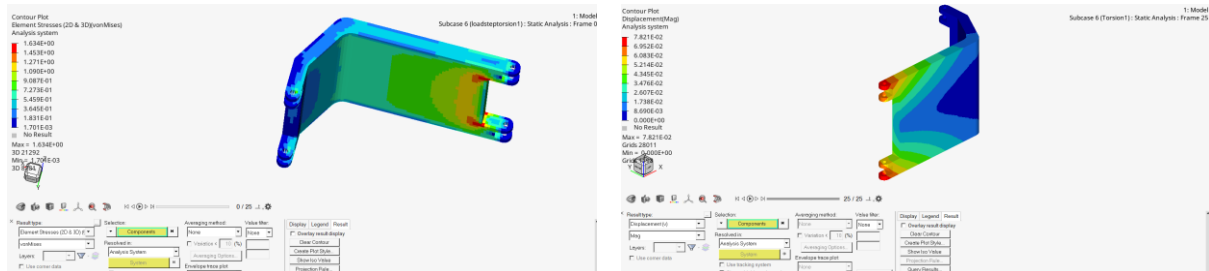 Contour Plot
Element Stresses (2D & 3D)(vonMises)
Analysis system
1: Model
Subcase 6 (loadsteptorsion1) : Static Analysis : Frame 0
1.634E+00
1.453E+00
1.271E+00
1.090E+00
9.087E-01
7.273E-01
5.459E-01
3.645E-01
1.831E-01
1.701E-03
No Result
Max = 1.634E+00
3D 21292
Min = 1.701E-03
3D
Y
0 / 25
Result type:
Element Stresses (2D & 3D) (t)
vonMises
Layers
Use corner data
Selection:
Components
Resolved in:
Analysis System
System
Averaging method:
None
Variation < 10 (%)
Averaging Options...
Envelope trace plot:
Value filter:
None
Display Legend Result
Overlay result display
Clear Contour
Create Plot Style...
Show Iso Value
Projection Rule...
Contour Plot
Displacement(Mag)
Analysis system
1: Model
Subcase 6 (Torsion1) : Static Analysis : Frame 25
7.821E-02
6.952E-02
6.083E-02
5.214E-02
4.345E-02
3.476E-02
2.607E-02
1.738E-02
8.690E-03
0.000E+00
No Result
Max = 7.821E-02
Grids 28011
Min = 0.000E+00
Grids
Y X
25 / 25
Result type:
Displacement (v)
Mag
Layers
Use corner data
Selection:
Components
Resolved in:
Analysis System
System
Use tracking system
Averaging method:
None
Variation < 10 (%)
Averaging Options...
Envelope trace plot:
None
Value filter:
None
Display Legend Result
Overlay result display
Clear Contour
Create Plot Style...
Show Iso Value
Projection Rule...
Query Results...